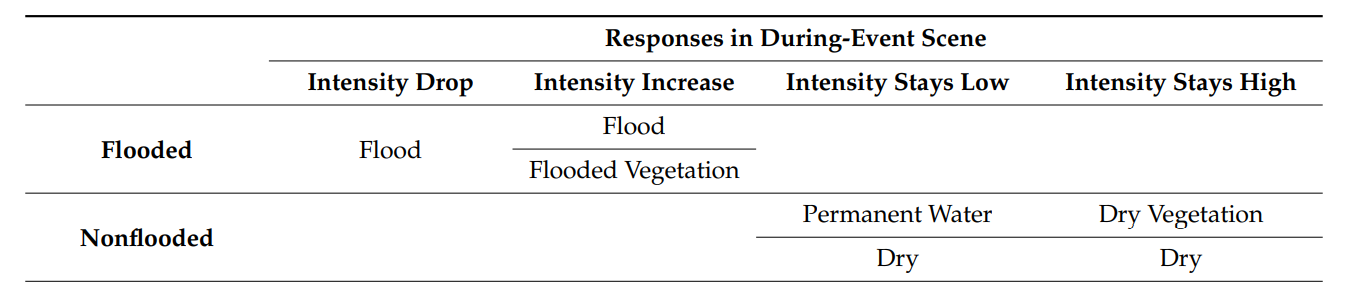 Responses in During-Event Scene
Intensity Drop Intensity Increase Intensity Stays Low Intensity Stays High
Flooded Flood Flood
Flooded Vegetation
Nonflooded Permanent Water Dry Vegetation
Dry Dry